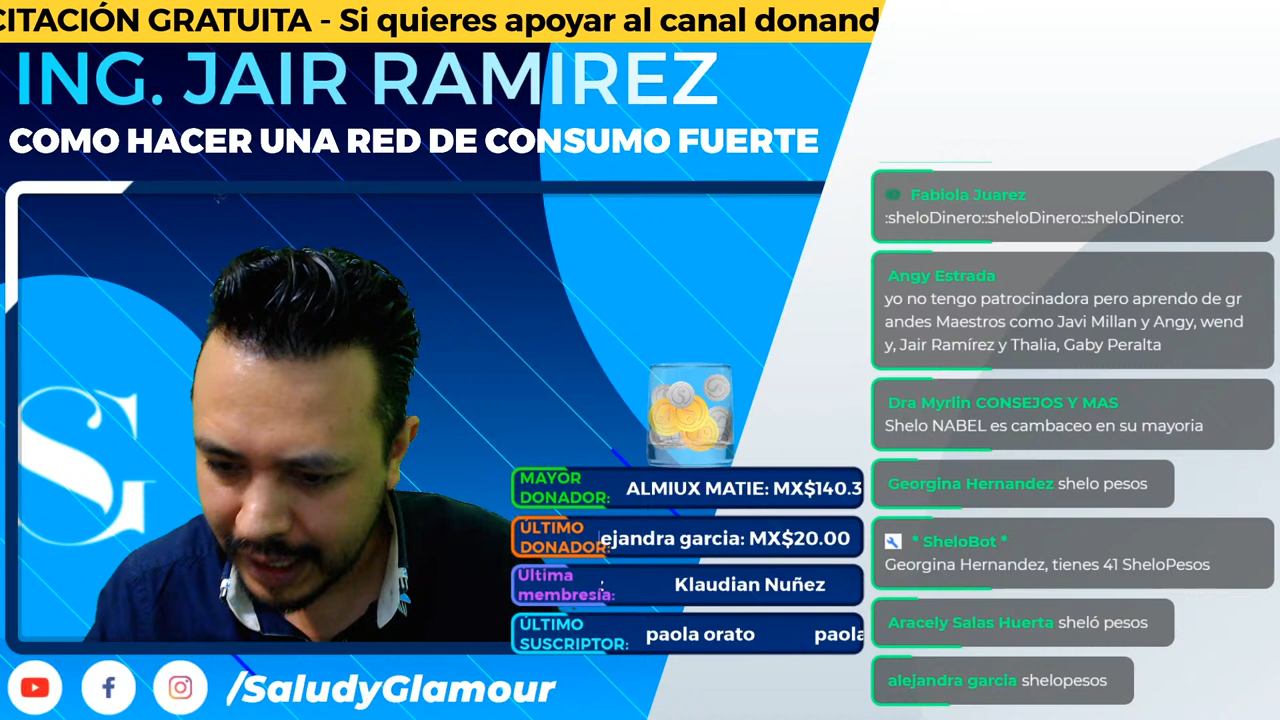 CITACIÓN GRATUITA - Si quieres apoyar al canal donand
ING. JAIR RAMIREZ
COMO HACER UNA RED DE CONSUMO FUERTE
S
MAYOR DONADOR: ALMIUX MATIE: MX$140.3
ÚLTIMO DONADOR: ejandra garcia: MX$20.00
Última membresía: Klaudian Nuñez
ÚLTIMO SUSCRIPTOR: paola orato paola
/SaludyGlamour
Fabiola Juarez
:sheloDinero::sheloDinero::sheloDinero:
Angy Estrada
yo no tengo patrocinadora pero aprendo de gr
andes Maestros como Javi Millan y Angy, wend
y, Jair Ramírez y Thalia, Gaby Peralta
Dra Myrlin CONSEJOS Y MAS
Shelo NABEL es cambaceo en su mayoria
Georgina Hernandez shelo pesos
* SheloBot *
Georgina Hernandez, tienes 41 SheloPesos
Aracely Salas Huerta sheló pesos
alejandra garcia shelopesos